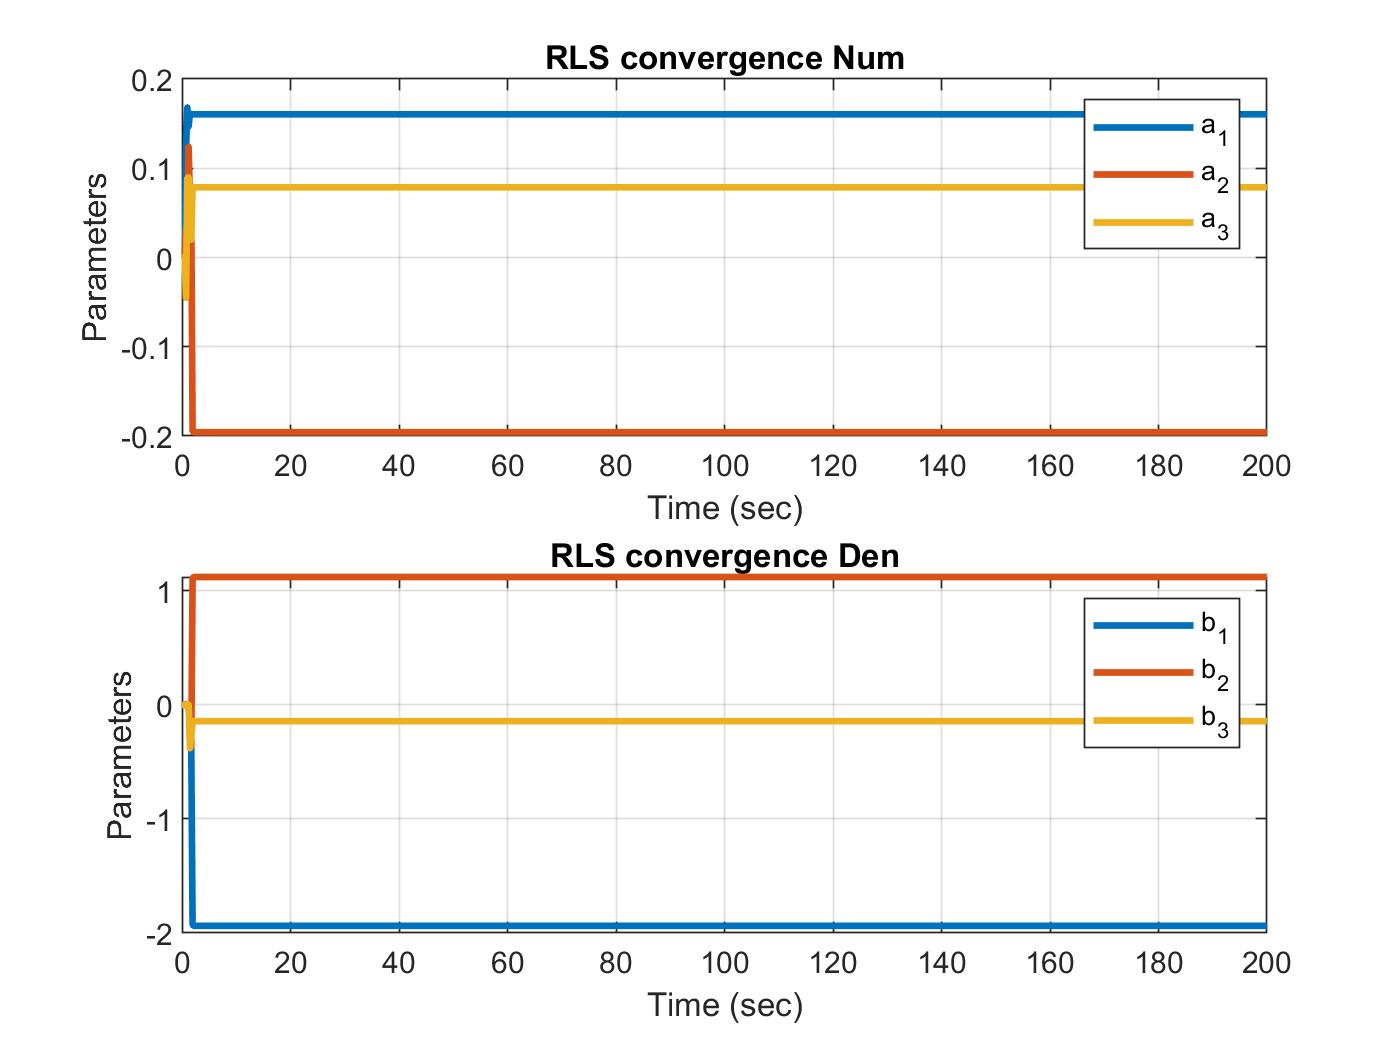 RLS convergence Num
0.2
0.1
0
-0.1
-0.2
Parameters
a1
a2
a3
0 20 40 60 80 100 120 140 160 180 200
Time (sec)
RLS convergence Den
1
0
-1
-2
Parameters
b1
b2
b3
0 20 40 60 80 100 120 140 160 180 200
Time (sec)